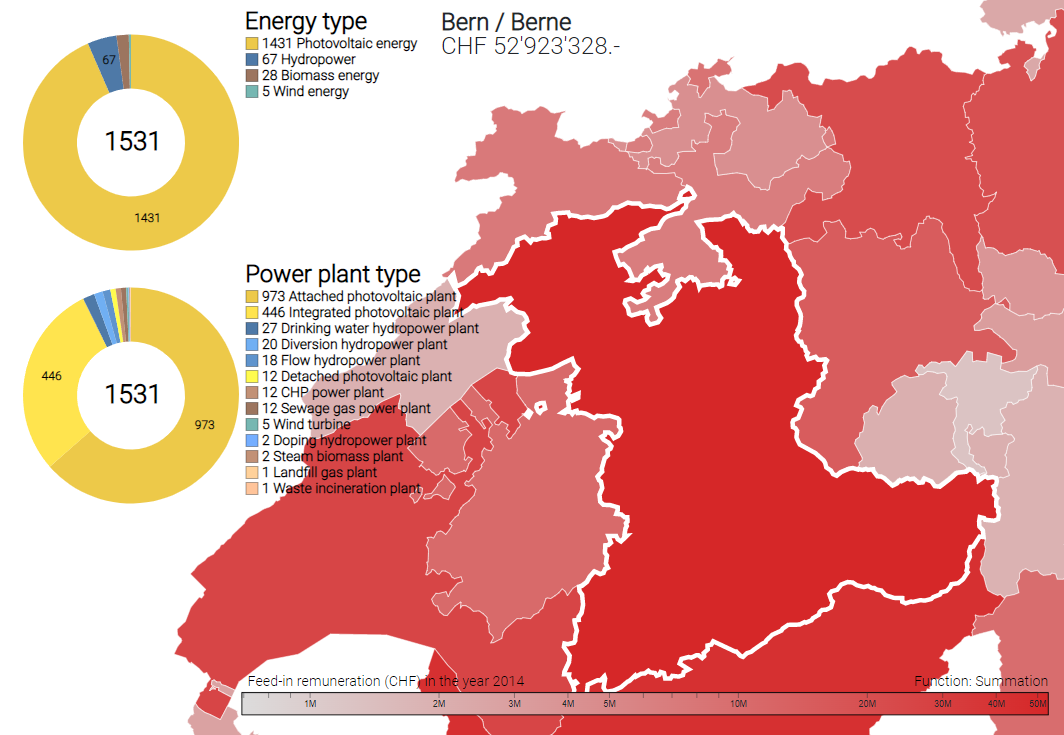 Energy type
1431 Photovoltaic energy
67 Hydropower
28 Biomass energy
5 Wind energy
67
1531
1431
Bern / Berne
CHF 52'923'328.-
Power plant type
973 Attached photovoltaic plant
446 Integrated photovoltaic plant
27 Drinking water hydropower plant
20 Diversion hydropower plant
18 Flow hydropower plant
12 Detached photovoltaic plant
12 CHP power plant
12 Sewage gas power plant
5 Wind turbine
2 Doping hydropower plant
2 Steam biomass plant
1 Landfill gas plant
1 Waste incineration plant
446
1531
973
Feed-in remuneration (CHF) in the year 2014
Function: Summation
1M 2M 3M 4M 5M 10M 20M 30M 40M 50M